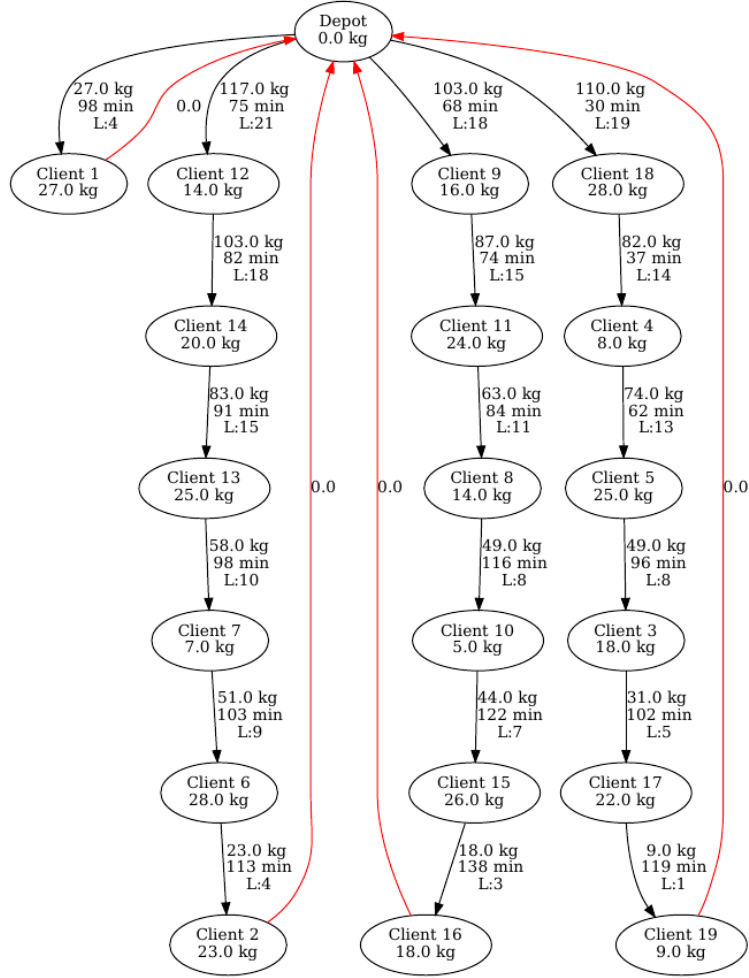 Depot
0.0 kg
27.0 kg
98 min
L:4
0.0
117.0 kg
75 min
L:21
103.0 kg
68 min
L:18
110.0 kg
30 min
L:19
Client 1
27.0 kg
Client 12
14.0 kg
Client 9
16.0 kg
Client 18
28.0 kg
103.0 kg
82 min
L:18
87.0 kg
74 min
L:15
82.0 kg
37 min
L:14
Client 14
20.0 kg
Client 11
24.0 kg
Client 4
8.0 kg
83.0 kg
91 min
L:15
63.0 kg
84 min
L:11
74.0 kg
62 min
L:13
Client 13
25.0 kg
0.0
0.0
Client 8
14.0 kg
Client 5
25.0 kg
0.0
58.0 kg
98 min
L:10
49.0 kg
116 min
L:8
49.0 kg
96 min
L:8
Client 7
7.0 kg
Client 10
5.0 kg
Client 3
18.0 kg
51.0 kg
103 min
L:9
44.0 kg
122 min
L:7
31.0 kg
102 min
L:5
Client 6
28.0 kg
Client 15
26.0 kg
Client 17
22.0 kg
23.0 kg
113 min
L:4
18.0 kg
138 min
L:3
9.0 kg
119 min
L:1
Client 2
23.0 kg
Client 16
18.0 kg
Client 19
9.0 kg